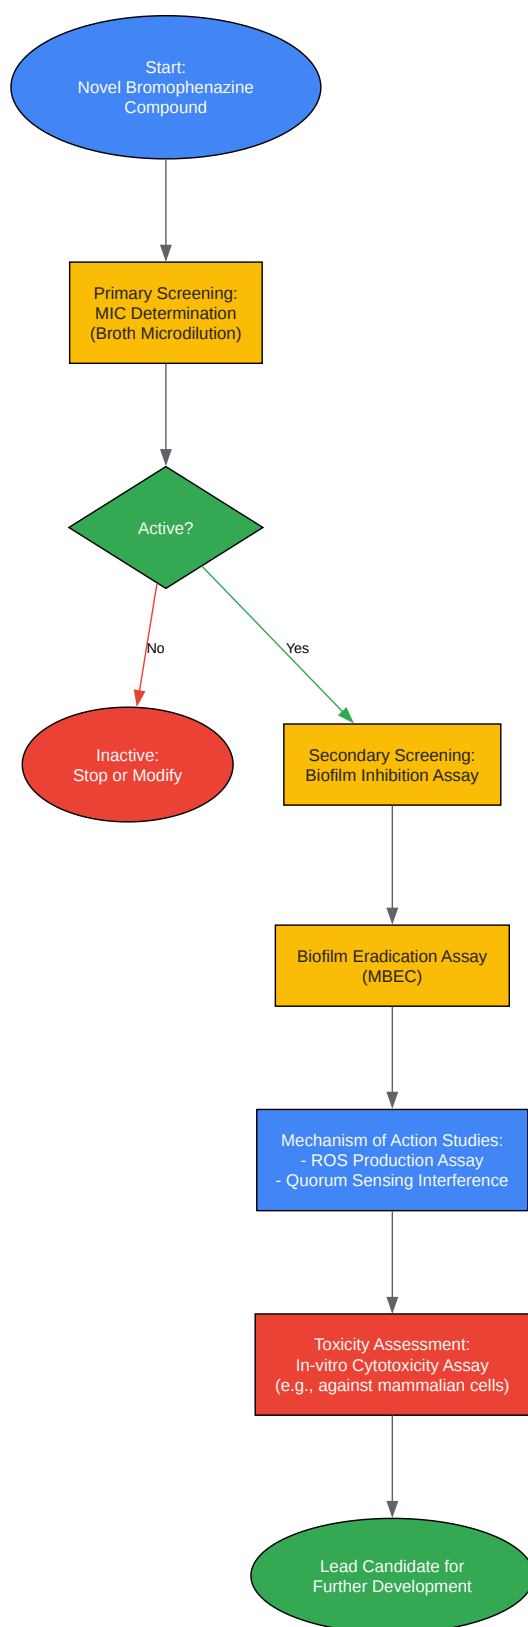 Start:
Novel Bromophenazine
Compound
Primary Screening:
MIC Determination
(Broth Microdilution)
Active?
No
Yes
Inactive:
Stop or Modify
Secondary Screening:
Biofilm Inhibition Assay
Biofilm Eradication Assay
(MBEC)
Mechanism of Action Studies:
- ROS Production Assay
- Quorum Sensing Interference
Toxicity Assessment:
In-vitro Cytotoxicity Assay
(e.g., against mammalian cells)
Lead Candidate for
Further Development